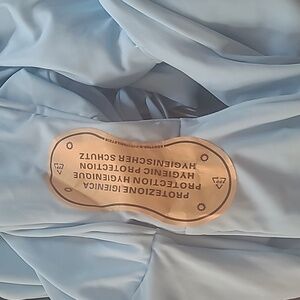 PROTEZIONE IGIENICA
PROTECTION HYGIENIQUE
HYGIENIC PROTECTION
HYGIENISCHER SCHUTZ